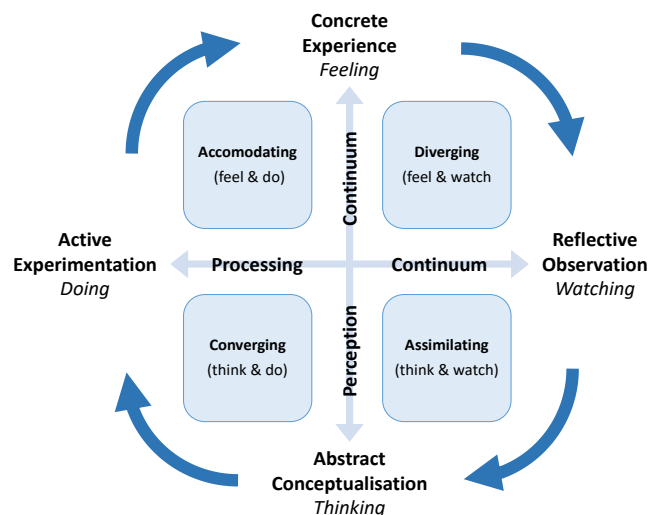 Concrete
Experience
Feeling
Accomodating
(feel & do)
Diverging
(feel & watch
Continuum
Active
Experimentation
Doing
Processing
Continuum
Reflective
Observation
Watching
Converging
(think & do)
Perception
Assimilating
(think & watch)
Abstract
Conceptualisation
Thinking